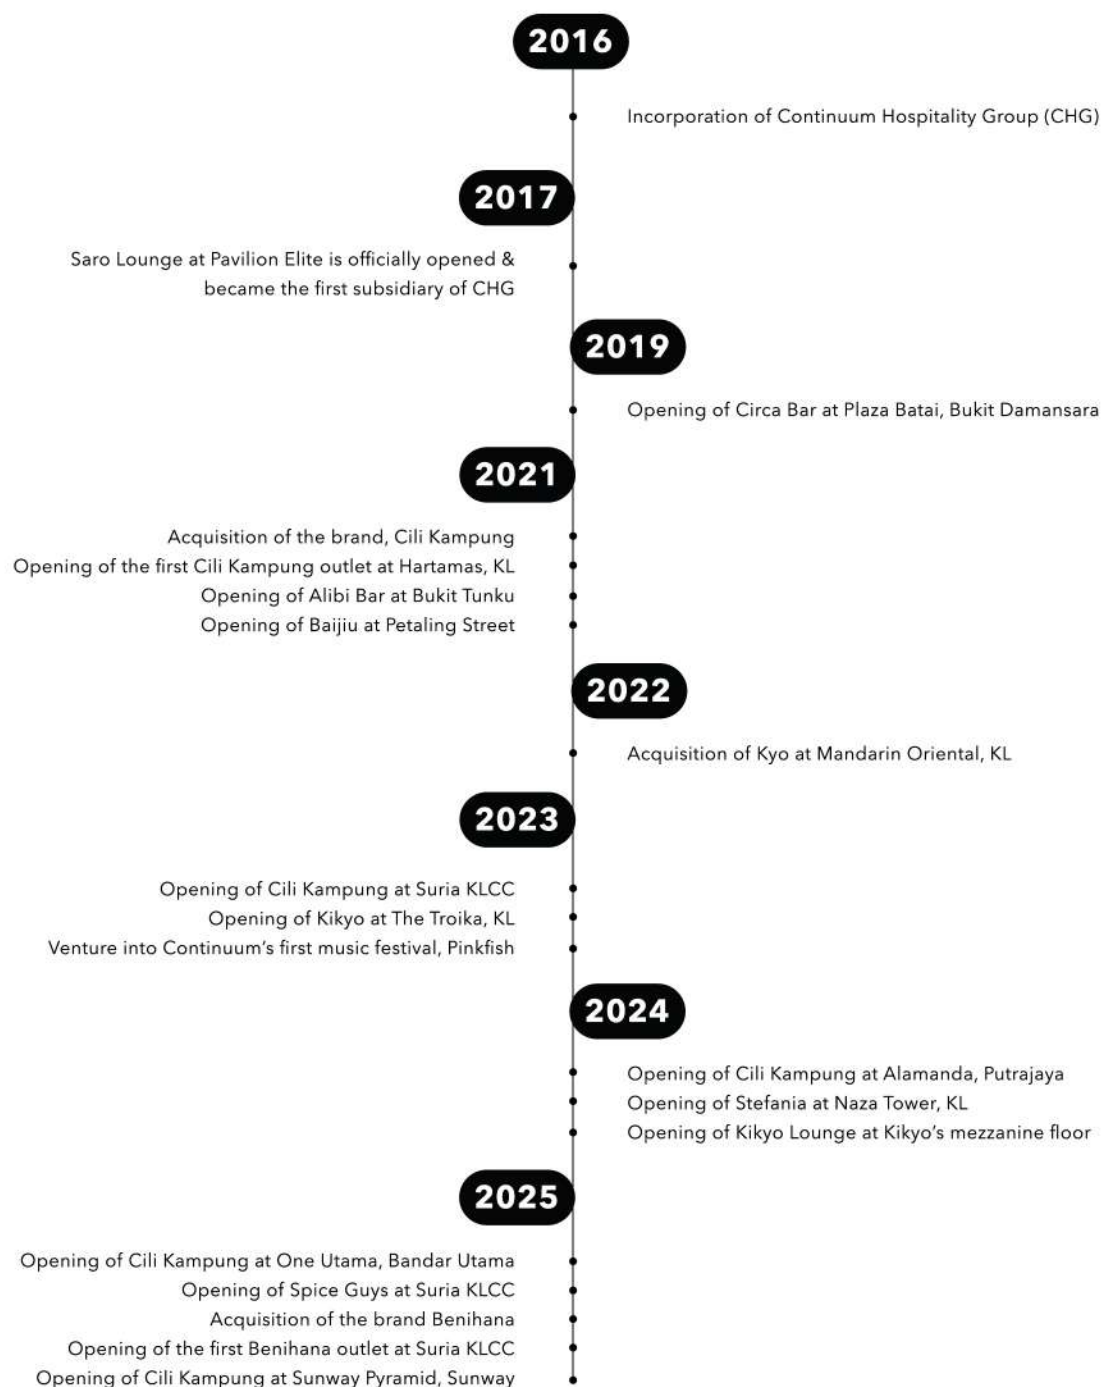 2016
Incorporation of Continuum Hospitality Group (CHG)
2017
Saro Lounge at Pavilion Elite is officially opened &
became the first subsidiary of CHG
2019
Opening of Circa Bar at Plaza Batai, Bukit Damansara
2021
Acquisition of the brand, Cili Kampung
Opening of the first Cili Kampung outlet at Hartamas, KL
Opening of Alibi Bar at Bukit Tunku
Opening of Baijiu at Petaling Street
2022
Acquisition of Kyo at Mandarin Oriental, KL
2023
Opening of Cili Kampung at Suria KLCC
Opening of Kikyo at The Troika, KL
Venture into Continuum’s first music festival, Pinkfish
2024
Opening of Cili Kampung at Alamanda, Putrajaya
Opening of Stefania at Naza Tower, KL
Opening of Kikyo Lounge at Kikyo’s mezzanine floor
2025
Opening of Cili Kampung at One Utama, Bandar Utama
Opening of Spice Guys at Suria KLCC
Acquisition of the brand Benihana
Opening of the first Benihana outlet at Suria KLCC
Opening of Cili Kampung at Sunway Pyramid, Sunway